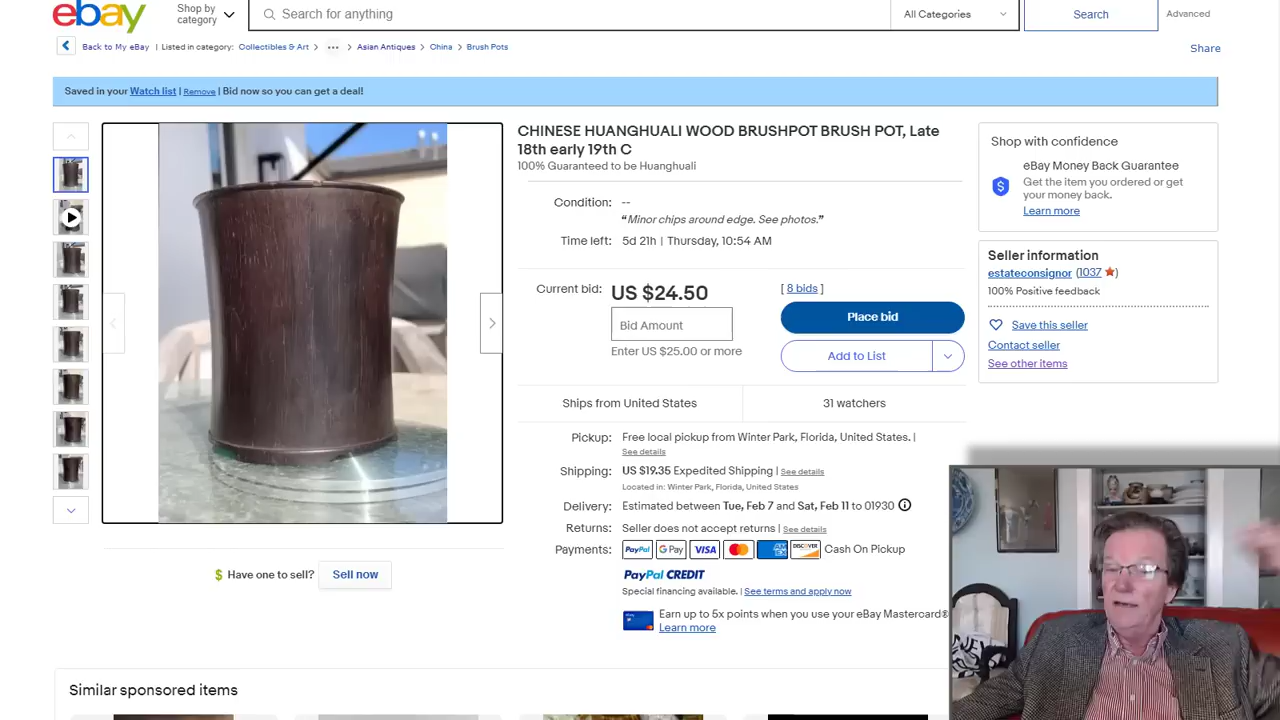 ebay
Shop by
category
Search for anything
All Categories
Search
Advanced
Back to My eBay | Listed in category: Collectibles & Art > ... > Asian Antiques > China > Brush Pots
Share
Saved in your Watch list | Remove | Bid now so you can get a deal!
CHINESE HUANGHUALI WOOD BRUSHPOT BRUSH POT, Late
18th early 19th C
100% Guaranteed to be Huanghuali
Condition: --
“Minor chips around edge. See photos.”
Time left: 5d 21h | Thursday, 10:54 AM
Current bid: US $24.50 [ 8 bids ]
Bid Amount
Place bid
Enter US $25.00 or more
Add to List
Ships from United States
31 watchers
Pickup: Free local pickup from Winter Park, Florida, United States. |
See details
Shipping: US $19.35 Expedited Shipping | See details
Located in: Winter Park, Florida, United States
Delivery: Estimated between Tue, Feb 7 and Sat, Feb 11 to 01930
Returns: Seller does not accept returns | See details
Payments: PayPal G Pay VISA DISCOVER Cash On Pickup
PayPal CREDIT
Special financing available. | See terms and apply now
Earn up to 5x points when you use your eBay Mastercard®
Learn more
Shop with confidence
eBay Money Back Guarantee
Get the item you ordered or get
your money back.
Learn more
Seller information
estateconsignor (1037 ★)
100% Positive feedback
Save this seller
Contact seller
See other items
Have one to sell? Sell now
Similar sponsored items